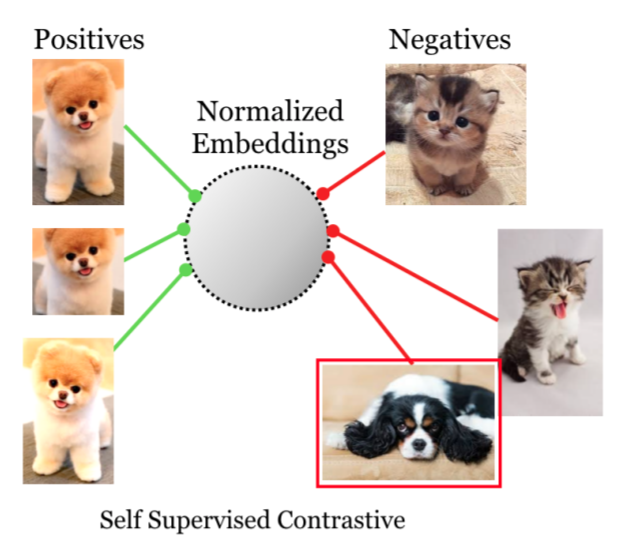 Positives
Negatives
Normalized
Embeddings
Self Supervised Contrastive